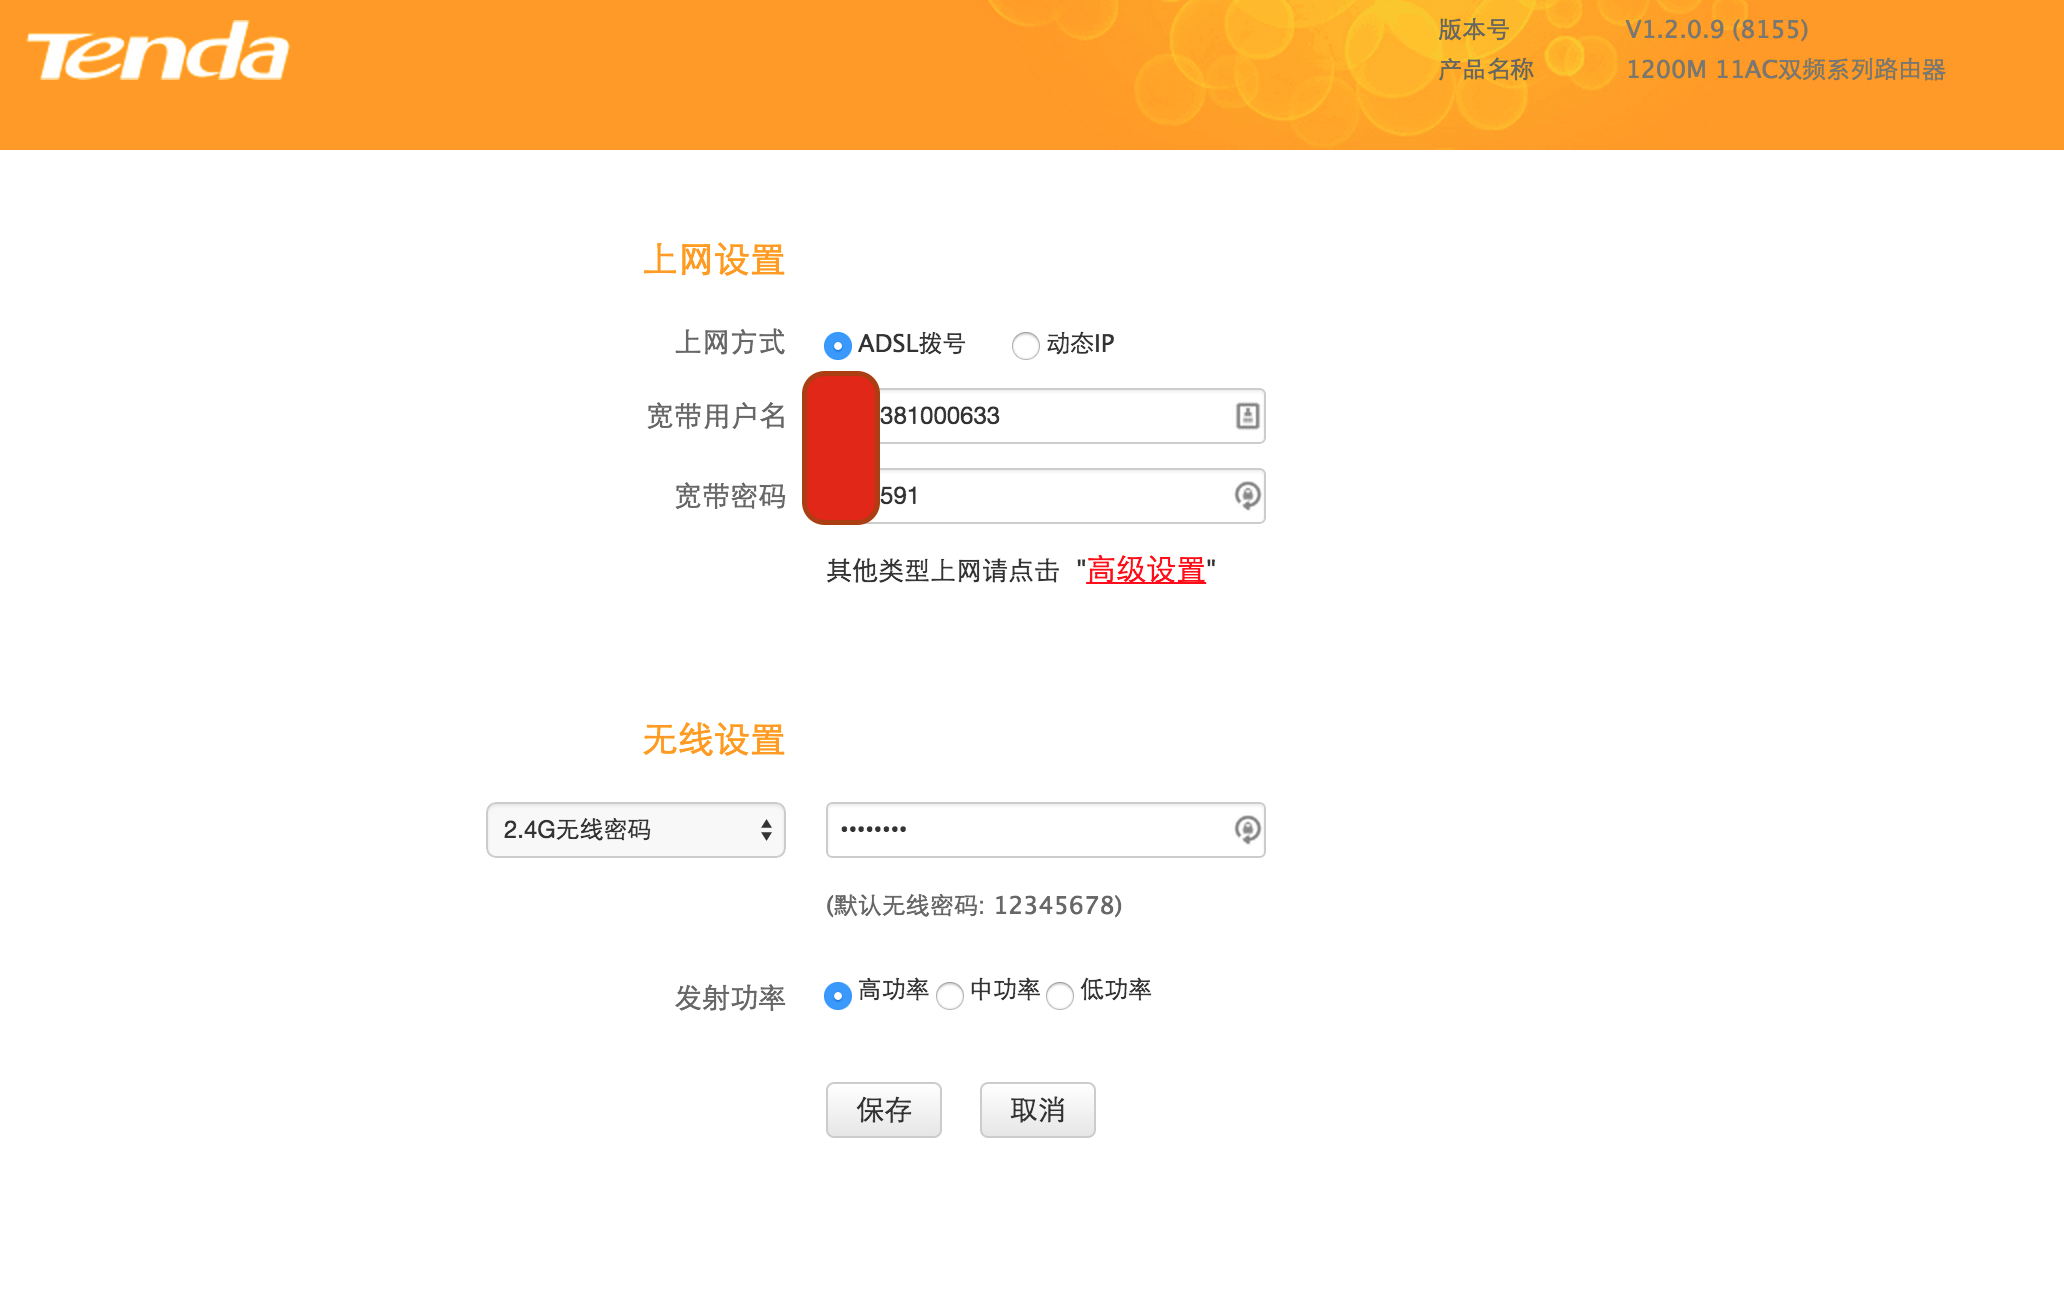 Tenda
版本号 V1.2.0.9 (8155)
产品名称 1200M 11AC双频系列路由器
上网设置
上网方式 ADSL拨号 动态IP
宽带用户名 381000633
宽带密码 591
其他类型上网请点击 "高级设置"
无线设置
2.4G无线密码 ••••••••
(默认无线密码: 12345678)
发射功率 高功率 中功率 低功率
保存 取消